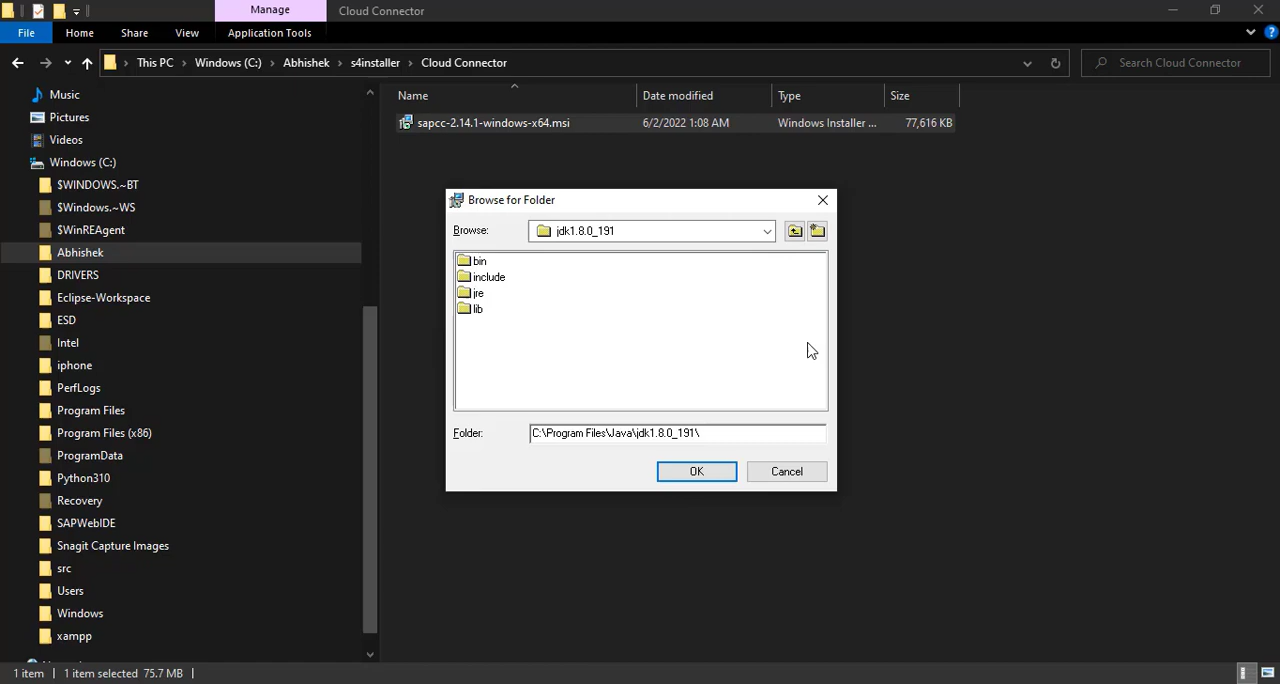 Manage
Cloud Connector
File
Home
Share
View
Application Tools
This PC > Windows (C:) > Abhishek > s4installer > Cloud Connector
Search Cloud Connector
Music
Pictures
Videos
Windows (C:)
$WINDOWS.~BT
$Windows.~WS
$WinREAgent
Abhishek
DRIVERS
Eclipse-Workspace
ESD
Intel
iphone
PerfLogs
Program Files
Program Files (x86)
ProgramData
Python310
Recovery
SAPWebIDE
Snagit Capture Images
src
Users
Windows
xampp
Name
Date modified
Type
Size
sapcc-2.14.1-windows-x64.msi
6/2/2022 1:08 AM
Windows Installer ...
77,616 KB
Browse for Folder
Browse:
jdk1.8.0_191
bin
include
jre
lib
Folder:
C:\Program Files\Java\jdk1.8.0_191\
OK
Cancel
1 item
1 item selected 75.7 MB